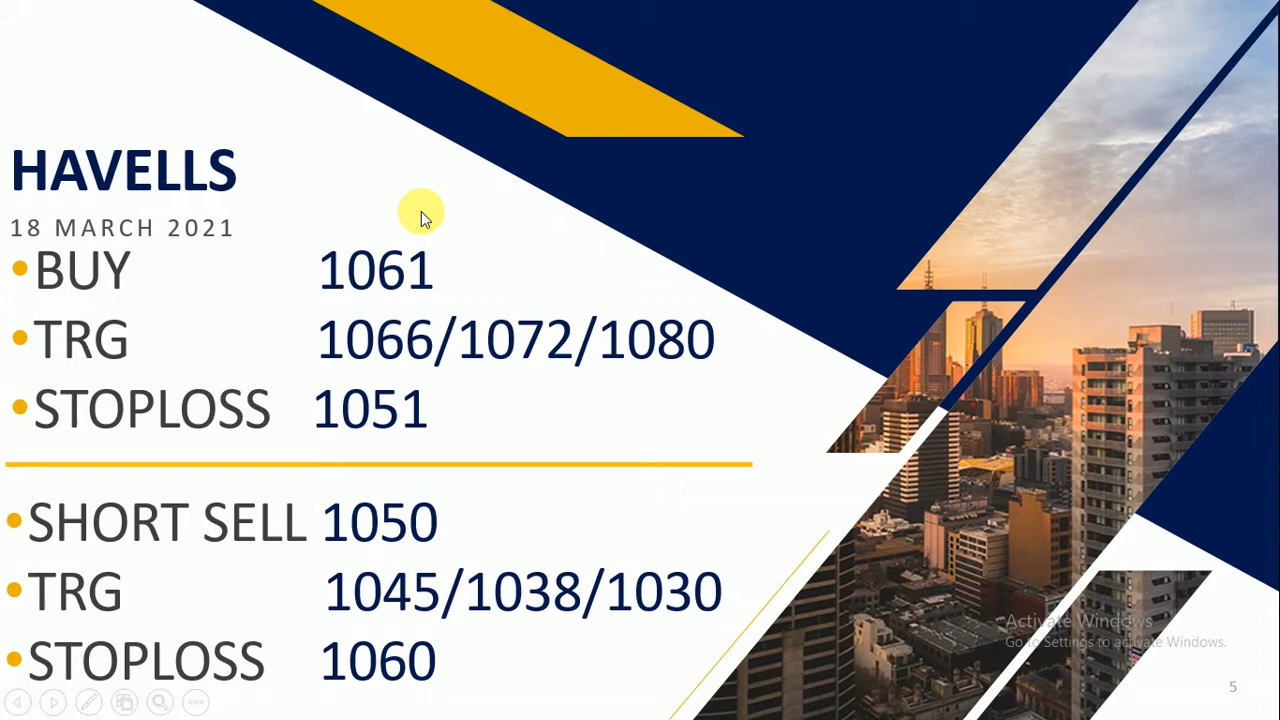 HAVELLS
18 MARCH 2021
•BUY 1061
•TRG 1066/1072/1080
•STOPLOSS 1051
•SHORT SELL 1050
•TRG 1045/1038/1030
•STOPLOSS 1060
Activate Windows
Go to Settings to activate Windows.
5